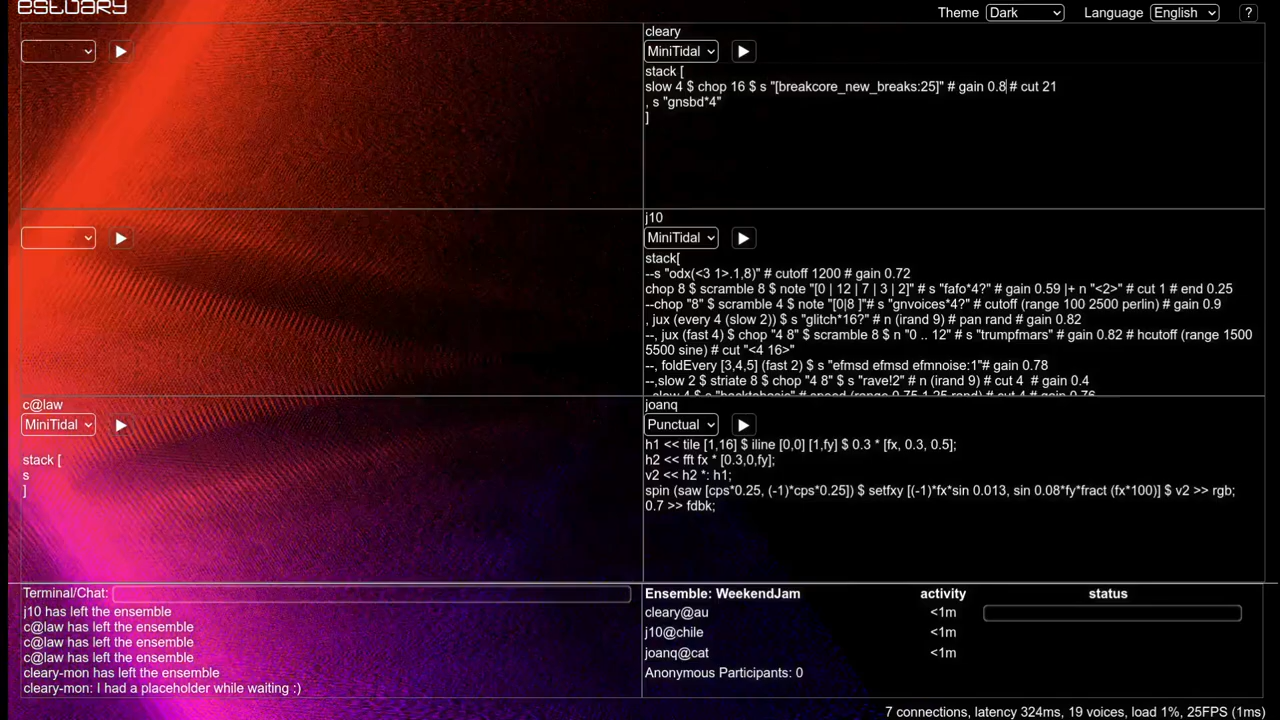 estuary
Theme Dark Language English ?
cleary
MiniTidal
stack [
slow 4 $ chop 16 $ s "[breakcore_new_breaks:25]" # gain 0.8 # cut 21
, s "gnsbd*4"
]
j10
MiniTidal
stack[
--s "odx(<3 1>.1,8)" # cutoff 1200 # gain 0.72
chop 8 $ scramble 8 $ note "[0 | 12 | 7 | 3 | 2]" # s "fafo*4?" # gain 0.59 |+ n "<2>" # cut 1 # end 0.25
--chop "8" $ scramble 4 $ note "[0|8 ]"# s "gnvoices*4?" # cutoff (range 100 2500 perlin) # gain 0.9
, jux (every 4 (slow 2)) $ s "glitch*16?" # n (irand 9) # pan rand # gain 0.82
--, jux (fast 4) $ chop "4 8" $ scramble 8 $ n "0 .. 12" # s "trumpfmars" # gain 0.82 # hcutoff (range 1500
5500 sine) # cut "<4 16>"
--, foldEvery [3,4,5] (fast 2) $ s "efmsd efmsd efmnoise:1"# gain 0.78
--,slow 2 $ striate 8 $ chop "4 8" $ s "rave!2" # n (irand 9) # cut 4  # gain 0.4
c@law
MiniTidal
stack [
s
]
joanq
Punctual
h1 << tile [1,16] $ iline [0,0] [1,fy] $ 0.3 * [fx, 0.3, 0.5];
h2 << fft fx * [0.3,0,fy];
v2 << h2 *: h1;
spin (saw [cps*0.25, (-1)*cps*0.25]) $ setfxy [(-1)*fx*sin 0.013, sin 0.08*fy*fract (fx*100)] $ v2 >> rgb;
0.7 >> fdbk;
Terminal/Chat:
j10 has left the ensemble
c@law has left the ensemble
c@law has left the ensemble
c@law has left the ensemble
cleary-mon has left the ensemble
cleary-mon: I had a placeholder while waiting :)
Ensemble: WeekendJam activity status
cleary@au <1m
j10@chile <1m
joanq@cat <1m
Anonymous Participants: 0
7 connections, latency 324ms, 19 voices, load 1%, 25FPS (1ms)